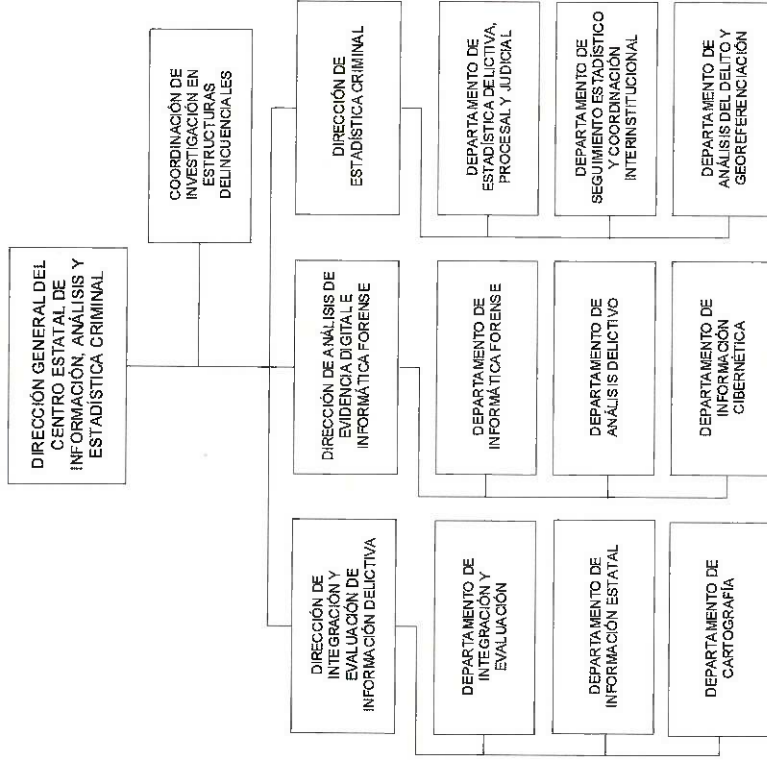 DIRECCIÓN GENERAL DEL
CENTRO ESTATAL DE
INFORMACIÓN, ANÁLISIS Y
ESTADÍSTICA CRIMINAL
COORDINACIÓN DE
INVESTIGACIÓN EN
ESTRUCTURAS
DELINCUENCIALES
DIRECCIÓN DE
INTEGRACIÓN Y
EVALUACIÓN DE
INFORMACIÓN DELICTIVA
DIRECCIÓN DE ANÁLISIS DE
EVIDENCIA DIGITAL E
INFORMÁTICA FORENSE
DIRECCIÓN DE
ESTADÍSTICA CRIMINAL
DEPARTAMENTO DE
INTEGRACIÓN Y
EVALUACIÓN
DEPARTAMENTO DE
INFORMÁTICA FORENSE
DEPARTAMENTO DE
ESTADÍSTICA DELICTIVA,
PROCESAL Y JUDICIAL
DEPARTAMENTO DE
INFORMACIÓN ESTATAL
DEPARTAMENTO DE
ANÁLISIS DELICTIVO
DEPARTAMENTO DE
SEGUIMIENTO ESTADÍSTICO
Y COORDINACIÓN
INTERINSTITUCIONAL
DEPARTAMENTO DE
CARTOGRAFÍA
DEPARTAMENTO DE
INFORMACIÓN
CIBERNÉTICA
DEPARTAMENTO DE
ANÁLISIS DEL DELITO Y
GEOREFERENCIACIÓN